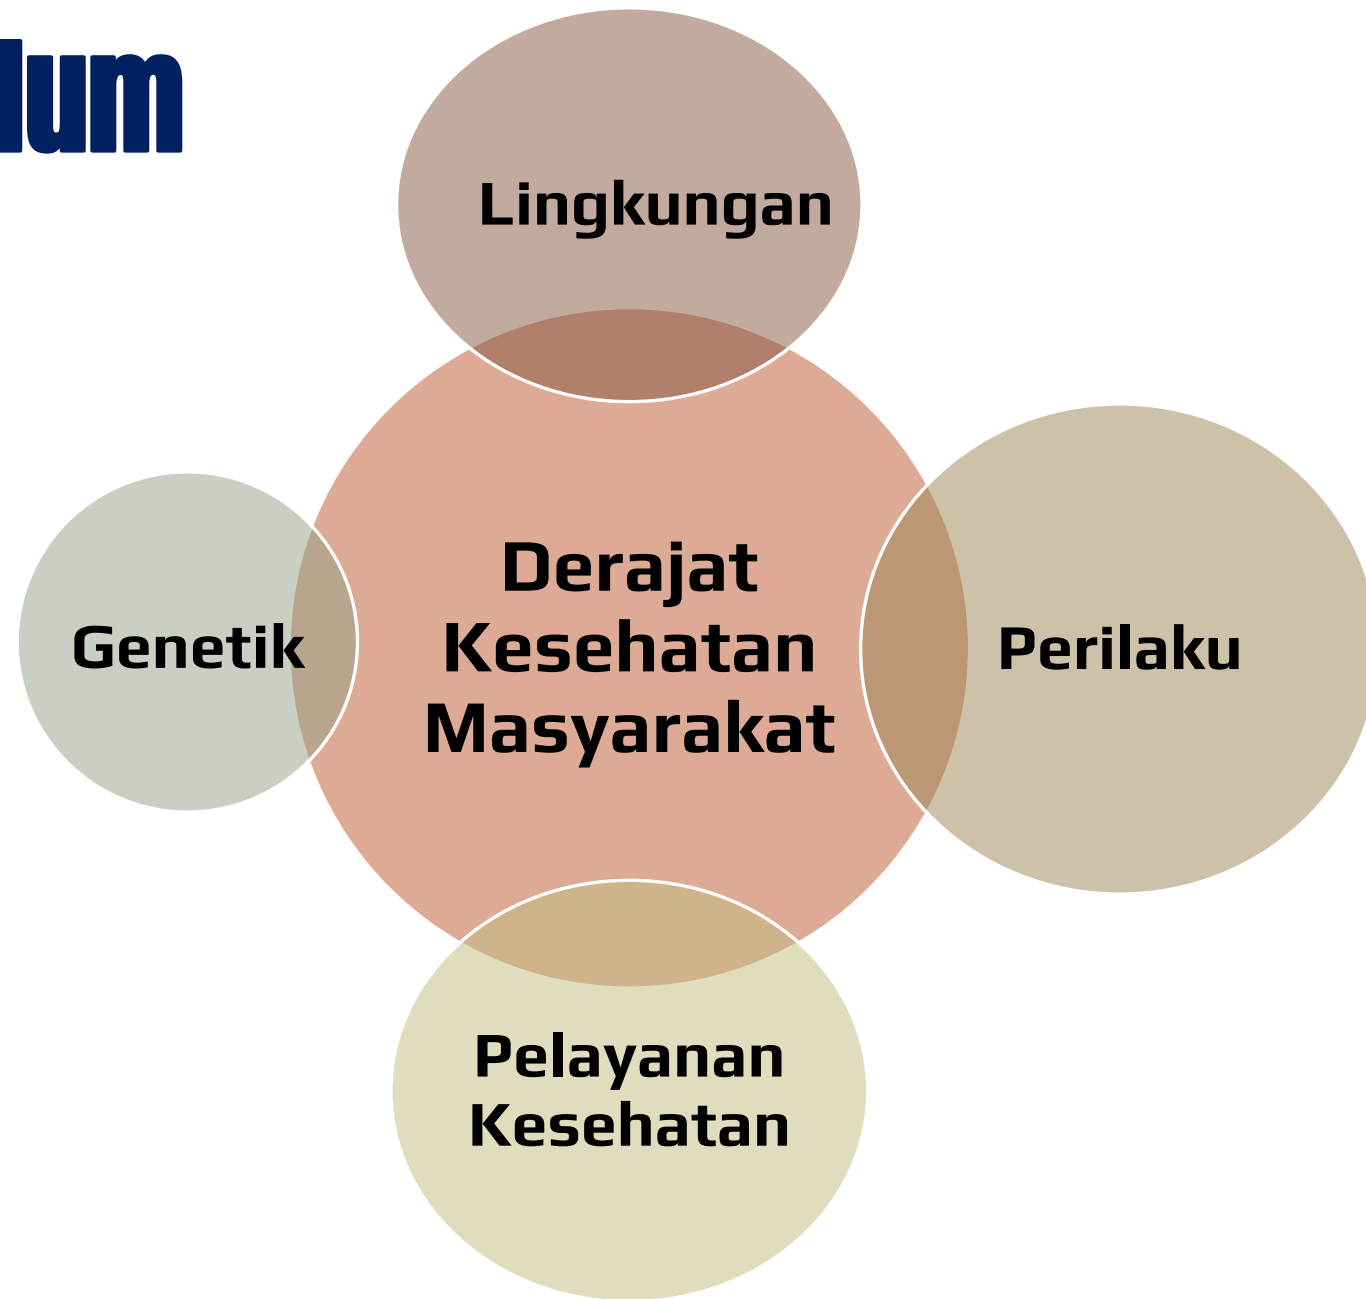 lum
Lingkungan
Derajat
Kesehatan
Masyarakat
Genetik
Perilaku
Pelayanan
Kesehatan